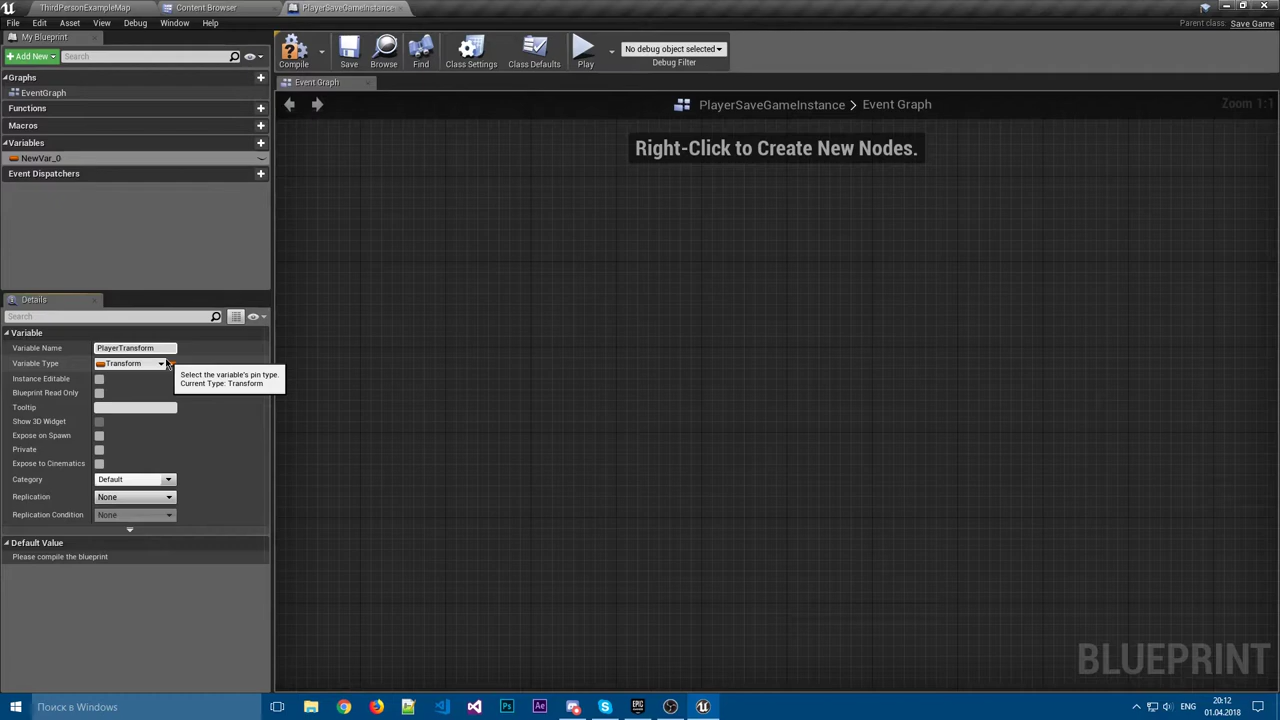 ThirdPersonExampleMap
Content Browser
PlayerSaveGameInstance
File Edit Asset View Debug Window Help
Parent class: Save Game
My Blueprint
Add New
Search
Compile
Save
Browse
Find
Class Settings
Class Defaults
Play
No debug object selected
Debug Filter
Graphs
EventGraph
Functions
Macros
Variables
NewVar_0
Event Dispatchers
Event Graph
PlayerSaveGameInstance > Event Graph
Zoom 1:1
Right-Click to Create New Nodes.
Details
Search
Variable
Variable Name PlayerTransform
Variable Type Transform
Select the variable's pin type.
Current Type: Transform
Instance Editable
Blueprint Read Only
Tooltip
Show 3D Widget
Expose on Spawn
Private
Expose to Cinematics
Category Default
Replication None
Replication Condition None
Default Value
Please compile the blueprint
BLUEPRINT
Поиск в Windows
Ps
Ae
EPIC
ENG
20:12
01.04.2018